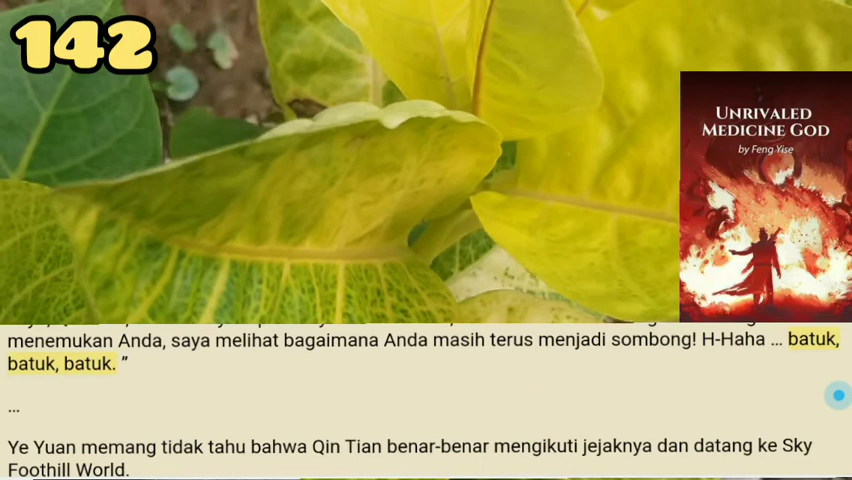 142
UNRIVALED
MEDICINE GOD
by Feng Yise
menemukan Anda, saya melihat bagaimana Anda masih terus menjadi sombong! H-Haha ... batuk,
batuk, batuk. ”
...
Ye Yuan memang tidak tahu bahwa Qin Tian benar-benar mengikuti jejaknya dan datang ke Sky
Foothill World.